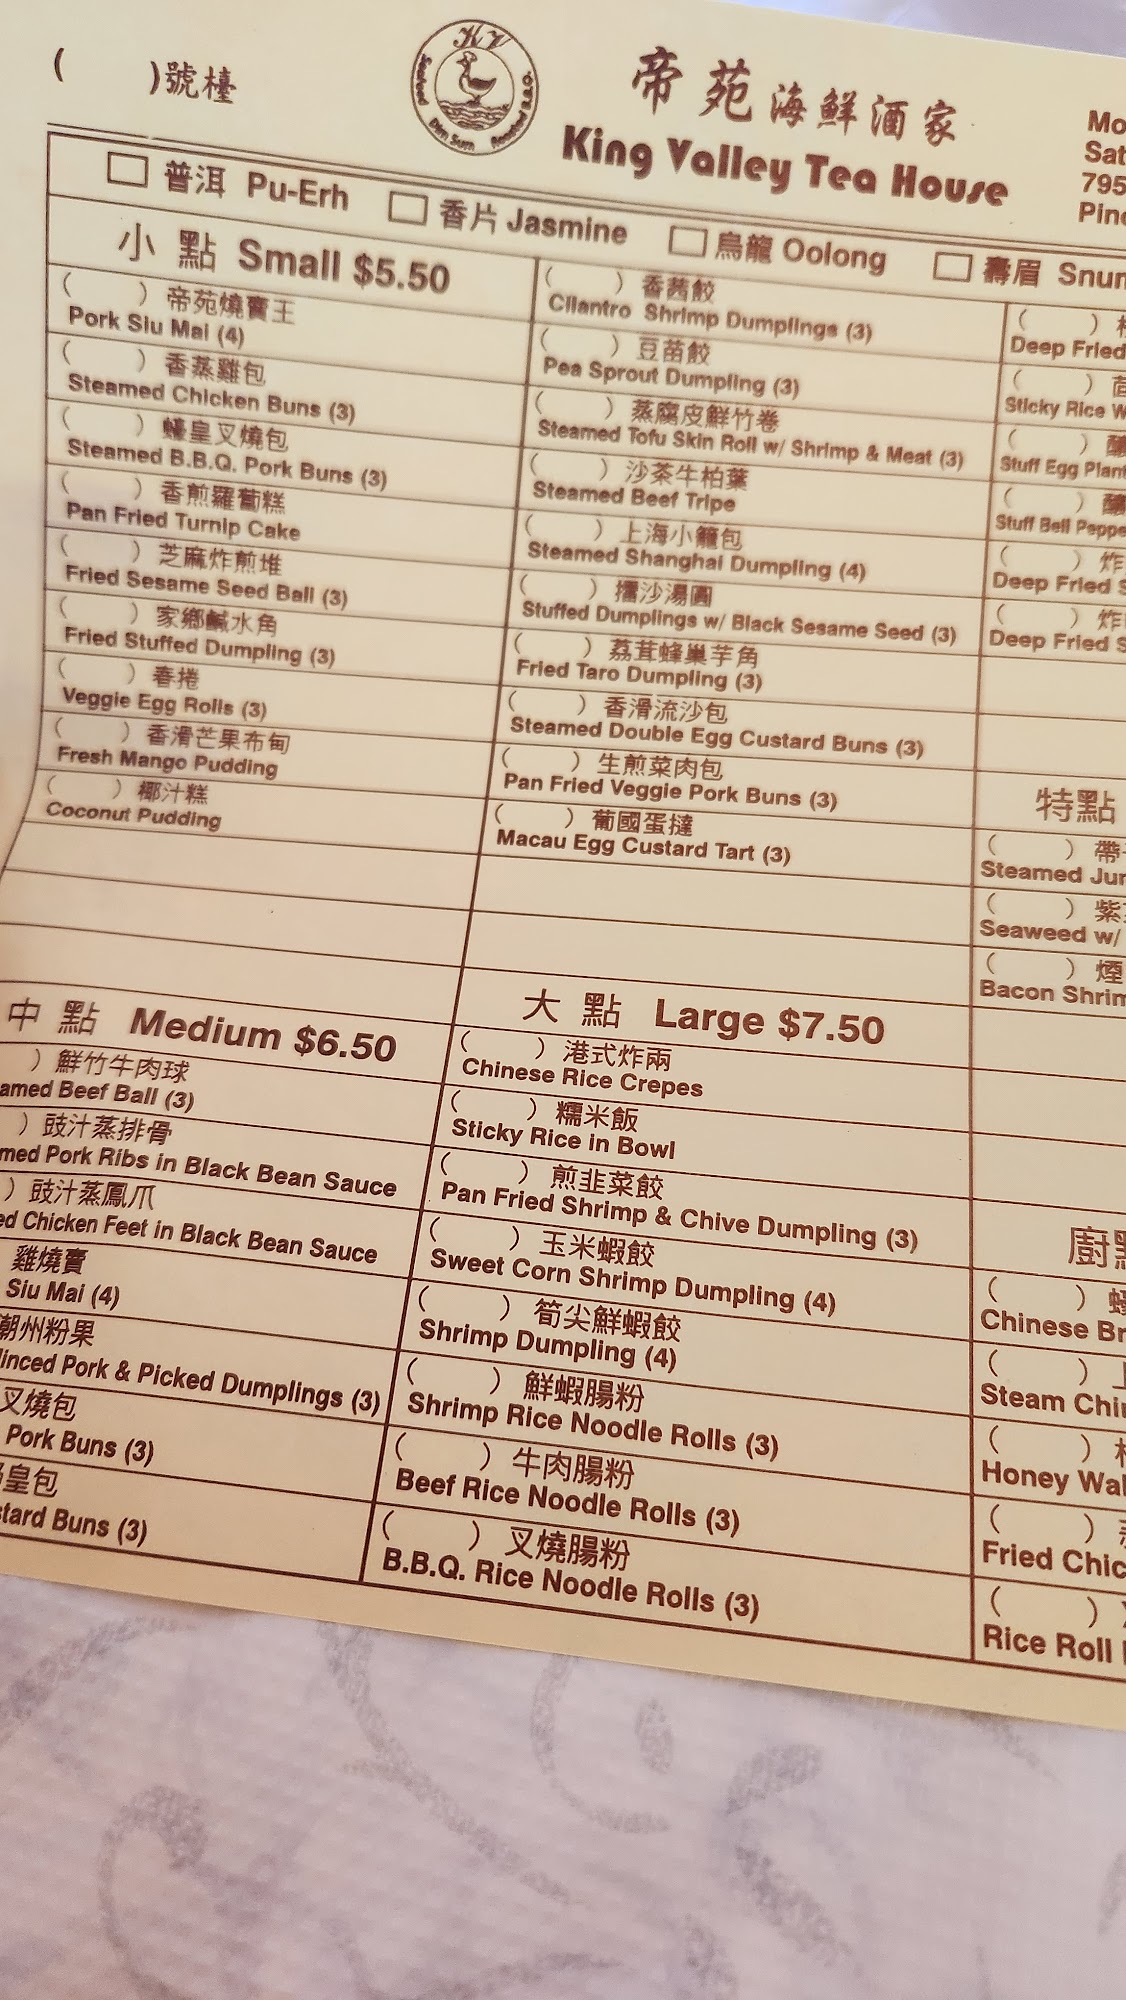 ( )號檯
KV
Seafood Dim Sum Roasted B.B.Q.
帝苑海鮮酒家
King Valley Tea House
普洱 Pu-Erh
香片 Jasmine
烏龍 Oolong
壽眉
小 點 Small $5.50
( ) 帝苑燒賣王
Pork Siu Mai (4)
( ) 香蒸雞包
Steamed Chicken Buns (3)
( ) 蠔皇叉燒包
Steamed B.B.Q. Pork Buns (3)
( ) 香煎羅蔔糕
Pan Fried Turnip Cake
( ) 芝麻炸煎堆
Fried Sesame Seed Ball (3)
( ) 家鄉鹹水角
Fried Stuffed Dumpling (3)
( ) 春捲
Veggie Egg Rolls (3)
( ) 香滑芒果布甸
Fresh Mango Pudding
( ) 椰汁糕
Coconut Pudding
( ) 香茜餃
Cilantro Shrimp Dumplings (3)
( ) 豆苗餃
Pea Sprout Dumpling (3)
( ) 蒸腐皮鮮竹卷
Steamed Tofu Skin Roll w/ Shrimp & Meat (3)
( ) 沙茶牛柏葉
Steamed Beef Tripe
( ) 上海小籠包
Steamed Shanghai Dumpling (4)
( ) 擂沙湯圓
Stuffed Dumplings w/ Black Sesame Seed (3)
( ) 荔茸蜂巢芋角
Fried Taro Dumpling (3)
( ) 香滑流沙包
Steamed Double Egg Custard Buns (3)
( ) 生煎菜肉包
Pan Fried Veggie Pork Buns (3)
( ) 葡國蛋撻
Macau Egg Custard Tart (3)
Deep Fried
Sticky Rice
Stuff Egg Plant
Stuff Bell
( ) 炸
Deep Fried
( ) 炸
Deep Fried
特點
( ) 帶
Steamed
( ) 紫
Seaweed w/
( ) 煙
Bacon
中 點 Medium $6.50
) 鮮竹牛肉球
Beef Ball (3)
) 豉汁蒸排骨
Pork Ribs in Black Bean Sauce
) 豉汁蒸鳳爪
Chicken Feet in Black Bean Sauce
雞燒賣
Siu Mai (4)
潮州粉果
Pork & Picked Dumplings (3)
叉燒包
Pork Buns (3)
皇包
Buns (3)
大 點 Large $7.50
( ) 港式炸兩
Chinese Rice Crepes
( ) 糯米飯
Sticky Rice in Bowl
( ) 煎韭菜餃
Pan Fried Shrimp & Chive Dumpling (3)
( ) 玉米蝦餃
Sweet Corn Shrimp Dumpling (4)
( ) 筍尖鮮蝦餃
Shrimp Dumpling (4)
( ) 鮮蝦腸粉
Shrimp Rice Noodle Rolls (3)
( ) 牛肉腸粉
Beef Rice Noodle Rolls (3)
( ) 叉燒腸粉
B.B.Q. Rice Noodle Rolls (3)
廚
Chinese
Steam
Honey
Fried
Rice Roll